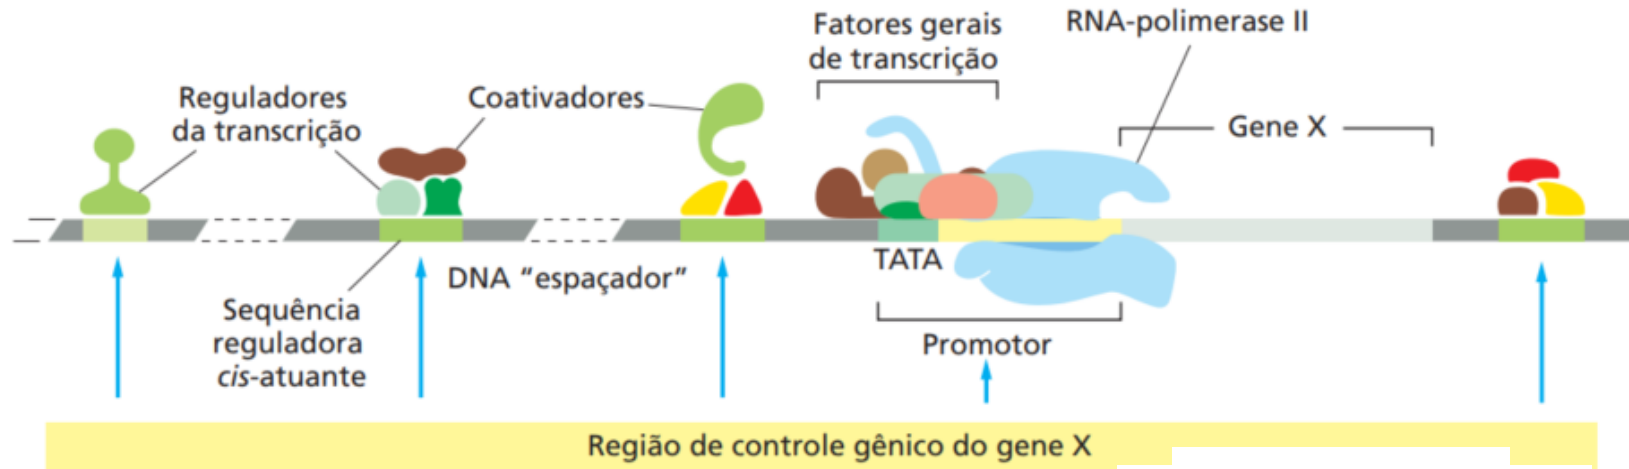 Fatores gerais
de transcrição
RNA-polimerase II
Reguladores
da transcrição
Coativadores
Gene X
TATA
DNA “espaçador”
Sequência
reguladora
cis-atuante
Promotor
Região de controle gênico do gene X